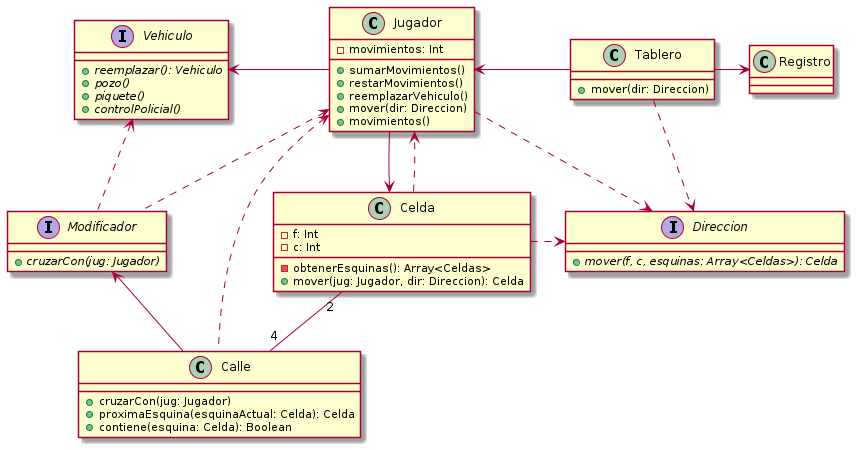 I Vehiculo
reemplazar(): Vehiculo
pozo()
piquete()
controlPolicial()
C Jugador
movimientos: Int
sumarMovimientos()
restarMovimientos()
reemplazarVehiculo()
mover(dir: Direccion)
movimientos()
C Tablero
mover(dir: Direccion)
C Registro
I Modificador
cruzarCon(jug: Jugador)
C Celda
f: Int
c: Int
obtenerEsquinas(): Array<Celdas>
mover(jug: Jugador, dir: Direccion): Celda
I Direccion
mover(f, c, esquinas: Array<Celdas>): Celda
2
4
C Calle
cruzarCon(jug: Jugador)
proximaEsquina(esquinaActual: Celda): Celda
contiene(esquina: Celda): Boolean